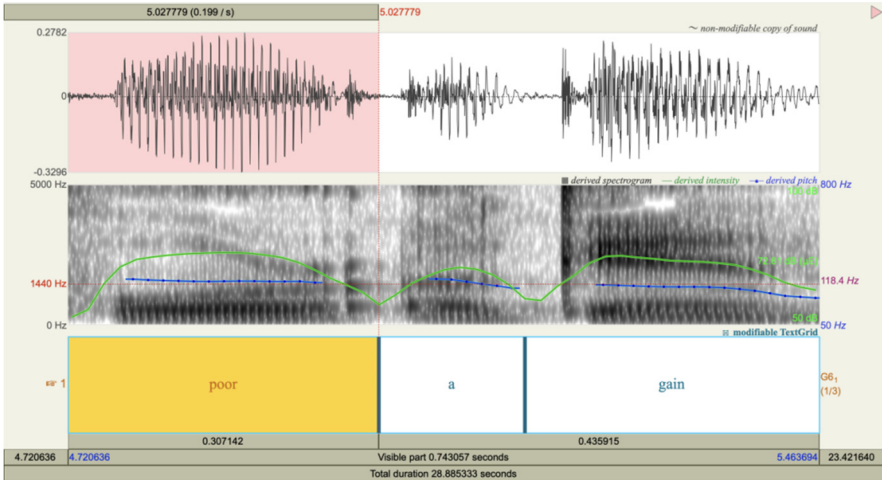 5.027779 (0.199 / s) 5.027779
0.2782 ~ non-modifiable copy of sound
0
-0.3296
5000 Hz derived spectrogram derived intensity derived pitch 800 Hz
1440 Hz 118.4 Hz
0 Hz 50 dB 50 Hz
modifiable TextGrid
☞ 1 poor a gain G6₁
(1/3)
0.307142 0.435915
4.720636 4.720636 Visible part 0.743057 seconds 5.463694 23.421640
Total duration 28.885333 seconds